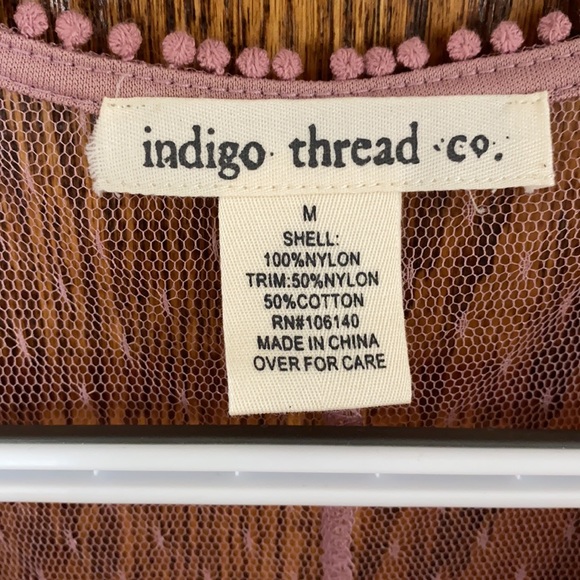 indigo thread co.
M
SHELL:
100%NYLON
TRIM:50%NYLON
50%COTTON
RN#106140
MADE IN CHINA
OVER FOR CARE